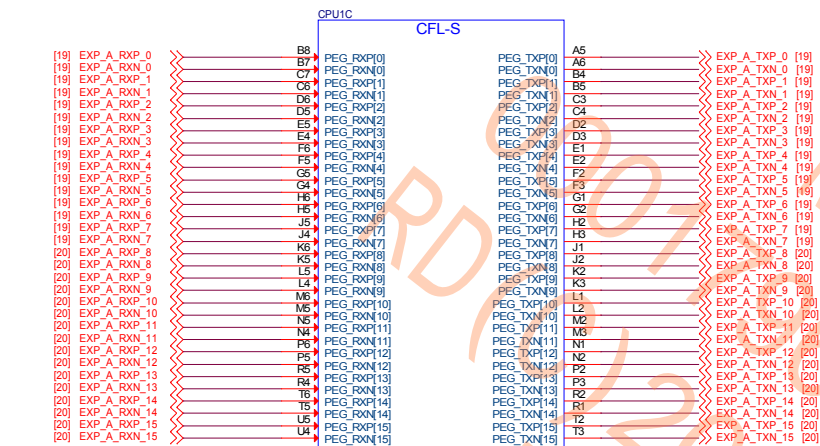 CPU1C
CFL-S
[19] EXP_A_RXP_0 B8 PEG_RXP[0] PEG_TXP[0] A5 EXP_A_TXP_0 [19]
[19] EXP_A_RXN_0 B7 PEG_RXN[0] PEG_TXN[0] A6 EXP_A_TXN_0 [19]
[19] EXP_A_RXP_1 C7 PEG_RXP[1] PEG_TXP[1] B4 EXP_A_TXP_1 [19]
[19] EXP_A_RXN_1 C6 PEG_RXN[1] PEG_TXN[1] B5 EXP_A_TXN_1 [19]
[19] EXP_A_RXP_2 D6 PEG_RXP[2] PEG_TXP[2] C3 EXP_A_TXP_2 [19]
[19] EXP_A_RXN_2 D5 PEG_RXN[2] PEG_TXN[2] C4 EXP_A_TXN_2 [19]
[19] EXP_A_RXP_3 E5 PEG_RXP[3] PEG_TXP[3] D2 EXP_A_TXP_3 [19]
[19] EXP_A_RXN_3 E4 PEG_RXN[3] PEG_TXN[3] D3 EXP_A_TXN_3 [19]
[19] EXP_A_RXP_4 F6 PEG_RXP[4] PEG_TXP[4] E1 EXP_A_TXP_4 [19]
[19] EXP_A_RXN_4 F5 PEG_RXN[4] PEG_TXN[4] E2 EXP_A_TXN_4 [19]
[19] EXP_A_RXP_5 G5 PEG_RXP[5] PEG_TXP[5] F2 EXP_A_TXP_5 [19]
[19] EXP_A_RXN_5 G4 PEG_RXN[5] PEG_TXN[5] F3 EXP_A_TXN_5 [19]
[19] EXP_A_RXP_6 H6 PEG_RXP[6] PEG_TXP[6] G1 EXP_A_TXP_6 [19]
[19] EXP_A_RXN_6 H5 PEG_RXN[6] PEG_TXN[6] G2 EXP_A_TXN_6 [19]
[19] EXP_A_RXP_7 J5 PEG_RXP[7] PEG_TXP[7] H2 EXP_A_TXP_7 [19]
[19] EXP_A_RXN_7 J4 PEG_RXN[7] PEG_TXN[7] H3 EXP_A_TXN_7 [19]
[20] EXP_A_RXP_8 K6 PEG_RXP[8] PEG_TXP[8] J1 EXP_A_TXP_8 [20]
[20] EXP_A_RXN_8 K5 PEG_RXN[8] PEG_TXN[8] J2 EXP_A_TXN_8 [20]
[20] EXP_A_RXP_9 L5 PEG_RXP[9] PEG_TXP[9] K2 EXP_A_TXP_9 [20]
[20] EXP_A_RXN_9 L4 PEG_RXN[9] PEG_TXN[9] K3 EXP_A_TXN_9 [20]
[20] EXP_A_RXP_10 M6 PEG_RXP[10] PEG_TXP[10] L1 EXP_A_TXP_10 [20]
[20] EXP_A_RXN_10 M5 PEG_RXN[10] PEG_TXN[10] L2 EXP_A_TXN_10 [20]
[20] EXP_A_RXP_11 N5 PEG_RXP[11] PEG_TXP[11] M2 EXP_A_TXP_11 [20]
[20] EXP_A_RXN_11 N4 PEG_RXN[11] PEG_TXN[11] M3 EXP_A_TXN_11 [20]
[20] EXP_A_RXP_12 P6 PEG_RXP[12] PEG_TXP[12] N1 EXP_A_TXP_12 [20]
[20] EXP_A_RXN_12 P5 PEG_RXN[12] PEG_TXN[12] N2 EXP_A_TXN_12 [20]
[20] EXP_A_RXP_13 R5 PEG_RXP[13] PEG_TXP[13] P2 EXP_A_TXP_13 [20]
[20] EXP_A_RXN_13 R4 PEG_RXN[13] PEG_TXN[13] P3 EXP_A_TXN_13 [20]
[20] EXP_A_RXP_14 T6 PEG_RXP[14] PEG_TXP[14] R2 EXP_A_TXP_14 [20]
[20] EXP_A_RXN_14 T5 PEG_RXN[14] PEG_TXN[14] R1 EXP_A_TXN_14 [20]
[20] EXP_A_RXP_15 U5 PEG_RXP[15] PEG_TXP[15] T2 EXP_A_TXP_15 [20]
[20] EXP_A_RXN_15 U4 PEG_RXN[15] PEG_TXN[15] T3 EXP_A_TXN_15 [20]